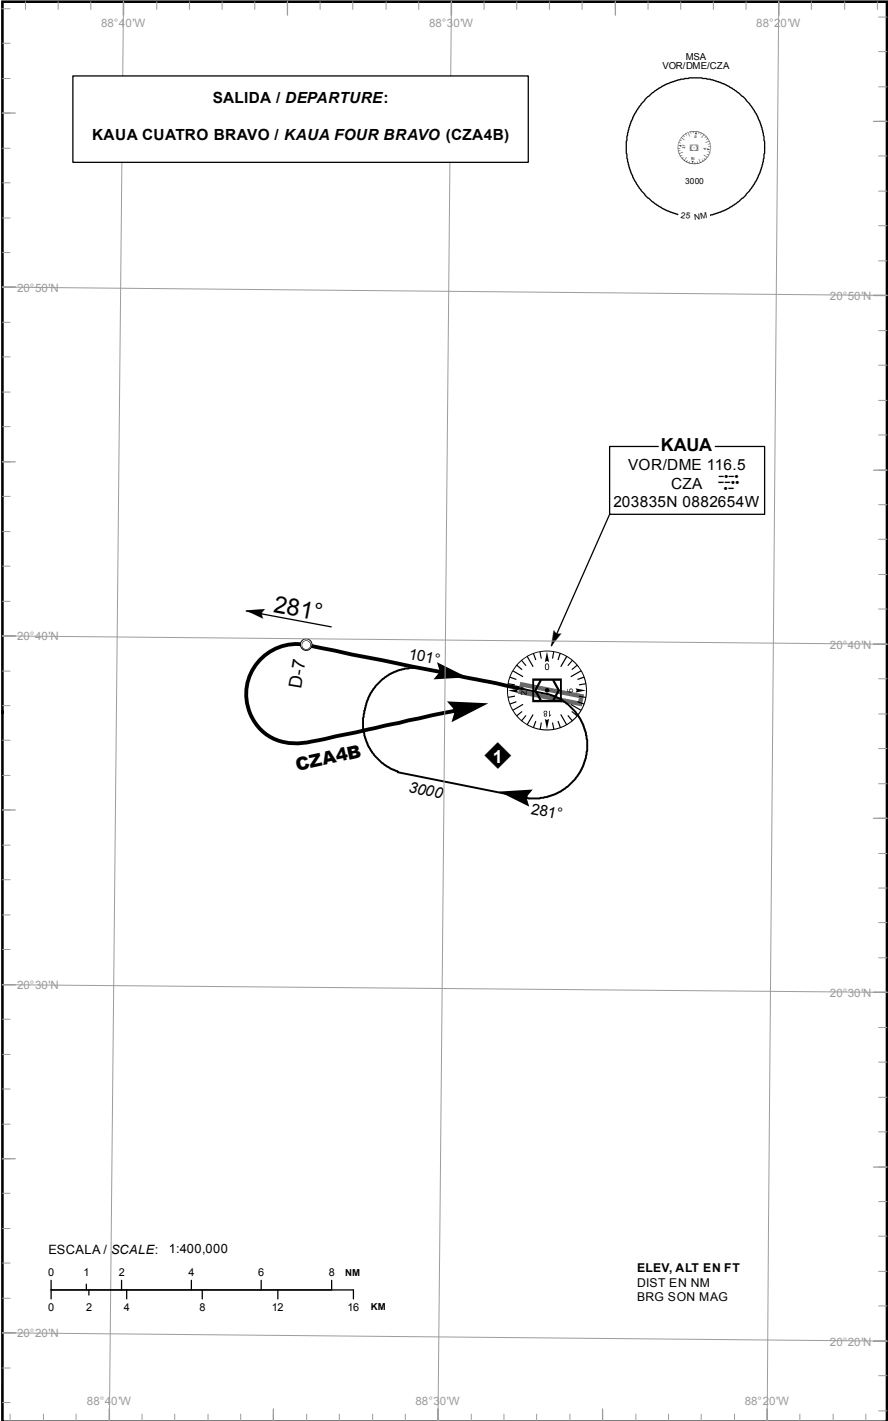 88°40'W
88°30'W
88°20'W
MSA
VOR/DME/CZA
SALIDA / DEPARTURE:
KAUA CUATRO BRAVO / KAUA FOUR BRAVO (CZA4B)
3000
25 NM
20°50'N
20°50'N
KAUA
VOR/DME 116.5
CZA
203835N 0882654W
281°
20°40'N
20°40'N
D-7
101°
0
18
CZA4B
1
3000
281°
20°30'N
20°30'N
ESCALA / SCALE: 1:400,000
0 1 2 4 6 8 NM
0 2 4 8 12 16 KM
ELEV, ALT EN FT
DIST EN NM
BRG SON MAG
20°20'N
20°20'N
88°40'W
88°30'W
88°20'W